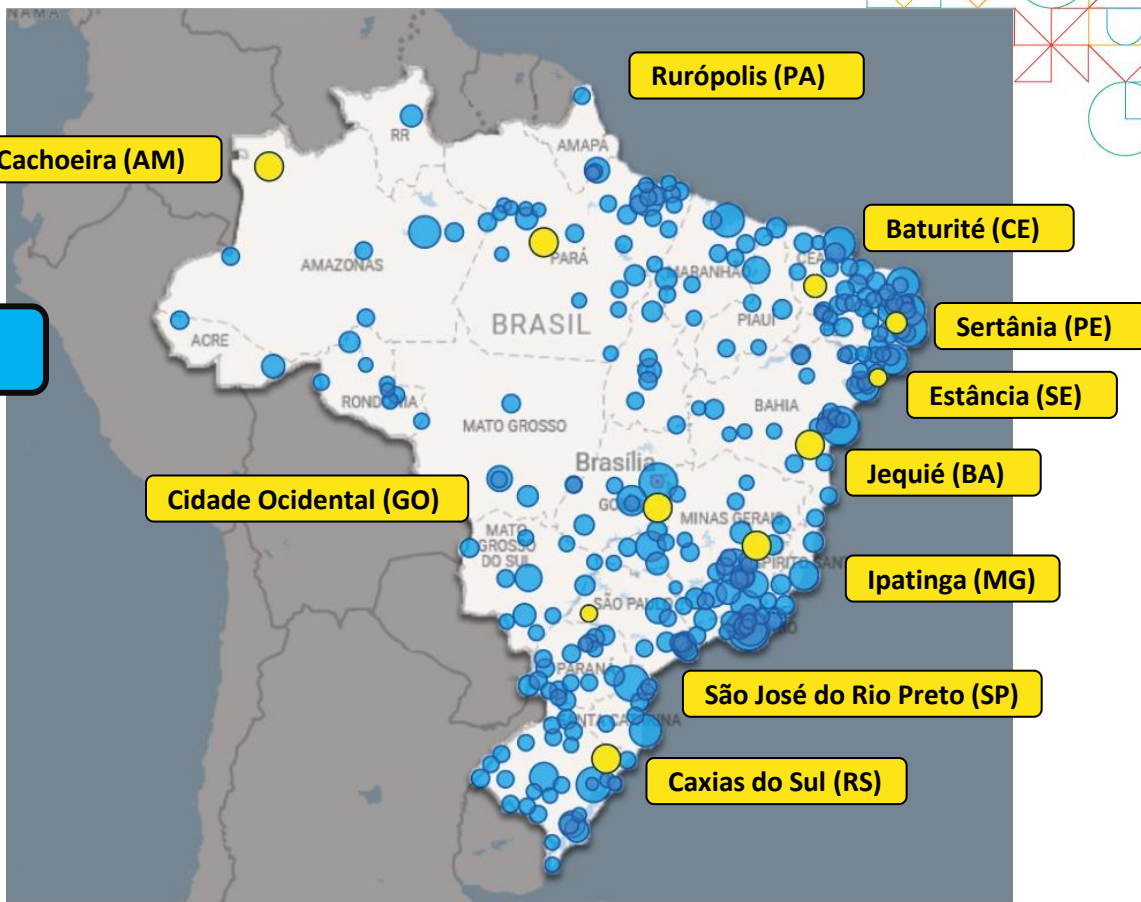 Rurópolis (PA)
RR
AMAPÁ
Cachoeira (AM)
Baturité (CE)
AMAZONAS
PARÁ
MARANHÃO
BRASIL
PIAUÍ
Sertânia (PE)
ACRE
Estância (SE)
RONDÔNIA
BAHIA
MATO GROSSO
Jequié (BA)
Brasília
Cidade Ocidental (GO)
GO
MINAS GERAIS
MATO
GROSSO
DO SUL
ESPIRITO SANT
Ipatinga (MG)
SÃO PAULO
PARANÁ
São José do Rio Preto (SP)
SANTA CATARINA
Caxias do Sul (RS)